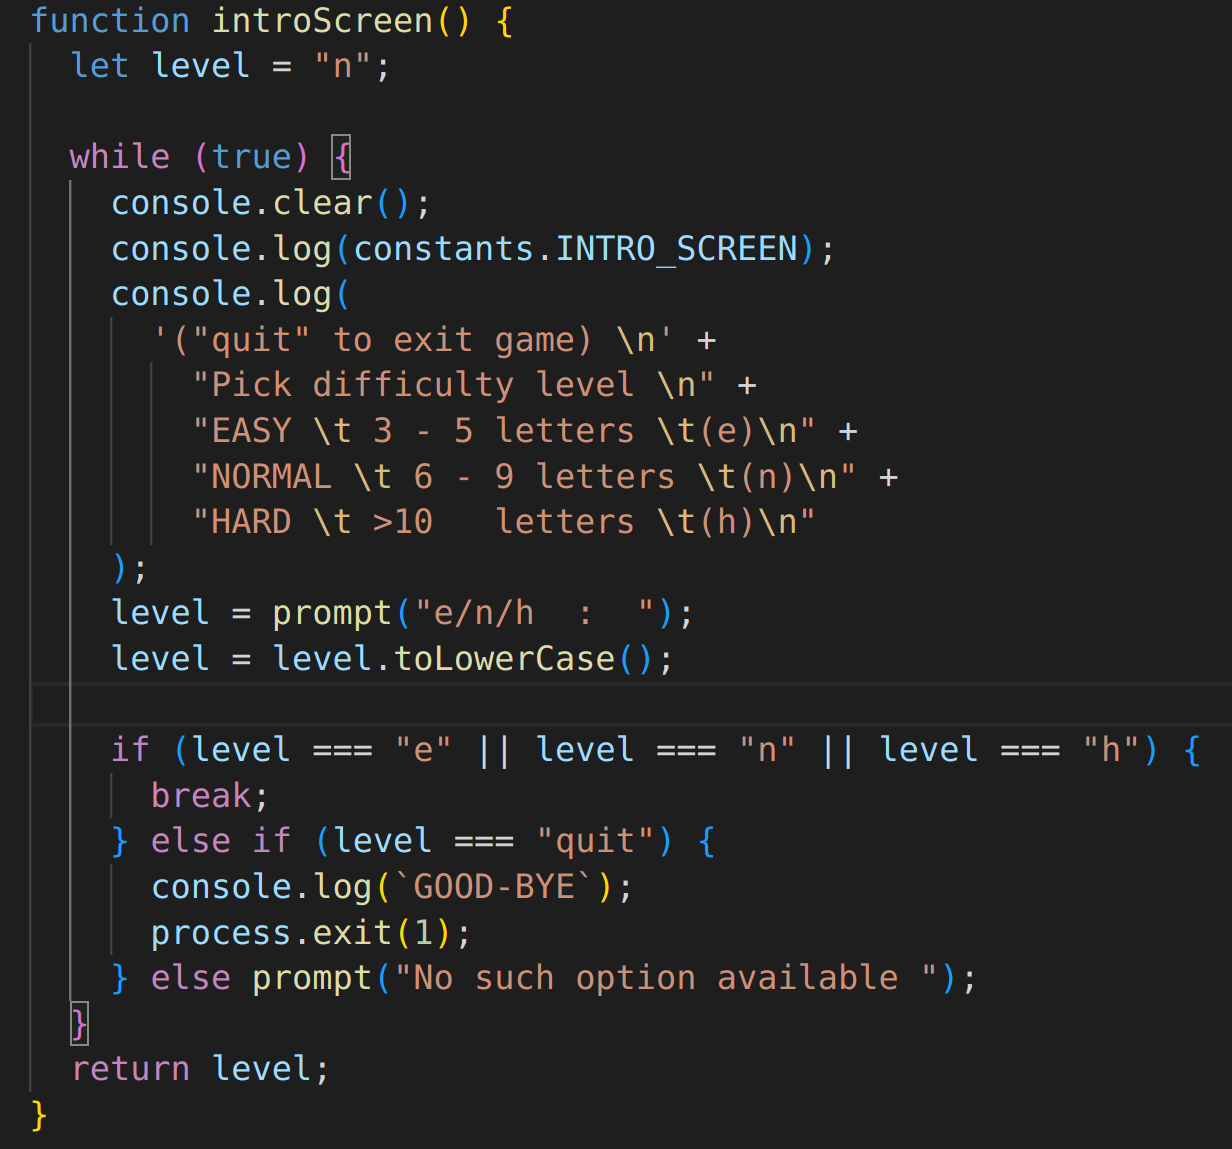 function introScreen() {
  let level = "n";

  while (true) {
    console.clear();
    console.log(constants.INTRO_SCREEN);
    console.log(
      '("quit" to exit game) \n' +
        "Pick difficulty level \n" +
        "EASY \t 3 - 5 letters \t(e)\n" +
        "NORMAL \t 6 - 9 letters \t(n)\n" +
        "HARD \t >10   letters \t(h)\n"
    );
    level = prompt("e/n/h  :  ");
    level = level.toLowerCase();

    if (level === "e" || level === "n" || level === "h") {
      break;
    } else if (level === "quit") {
      console.log(`GOOD-BYE`);
      process.exit(1);
    } else prompt("No such option available ");
  }
  return level;
}